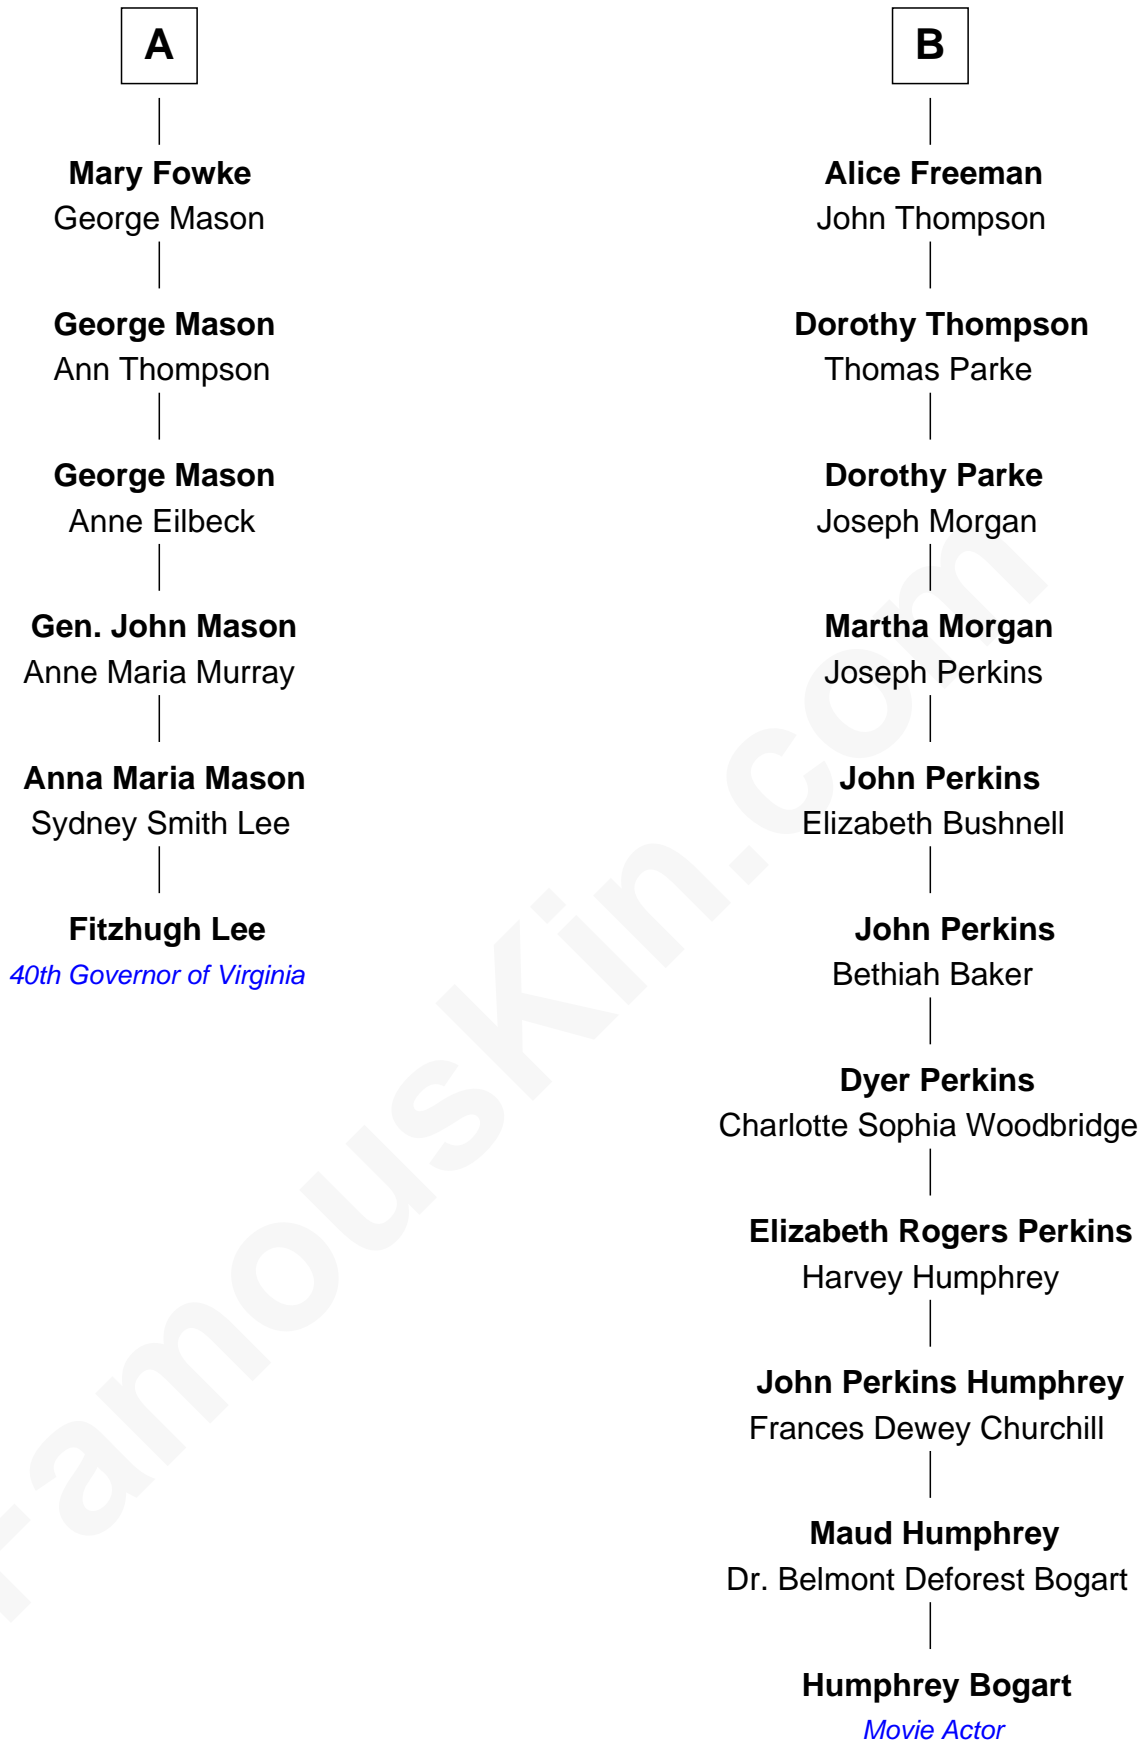 A
Mary Fowke
George Mason
George Mason
Ann Thompson
George Mason
Anne Eilbeck
Gen. John Mason
Anne Maria Murray
Anna Maria Mason
Sydney Smith Lee
Fitzhugh Lee
40th Governor of Virginia
B
Alice Freeman
John Thompson
Dorothy Thompson
Thomas Parke
Dorothy Parke
Joseph Morgan
Martha Morgan
Joseph Perkins
John Perkins
Elizabeth Bushnell
John Perkins
Bethiah Baker
Dyer Perkins
Charlotte Sophia Woodbridge
Elizabeth Rogers Perkins
Harvey Humphrey
John Perkins Humphrey
Frances Dewey Churchill
Maud Humphrey
Dr. Belmont Deforest Bogart
Humphrey Bogart
Movie Actor
FamousKin.com